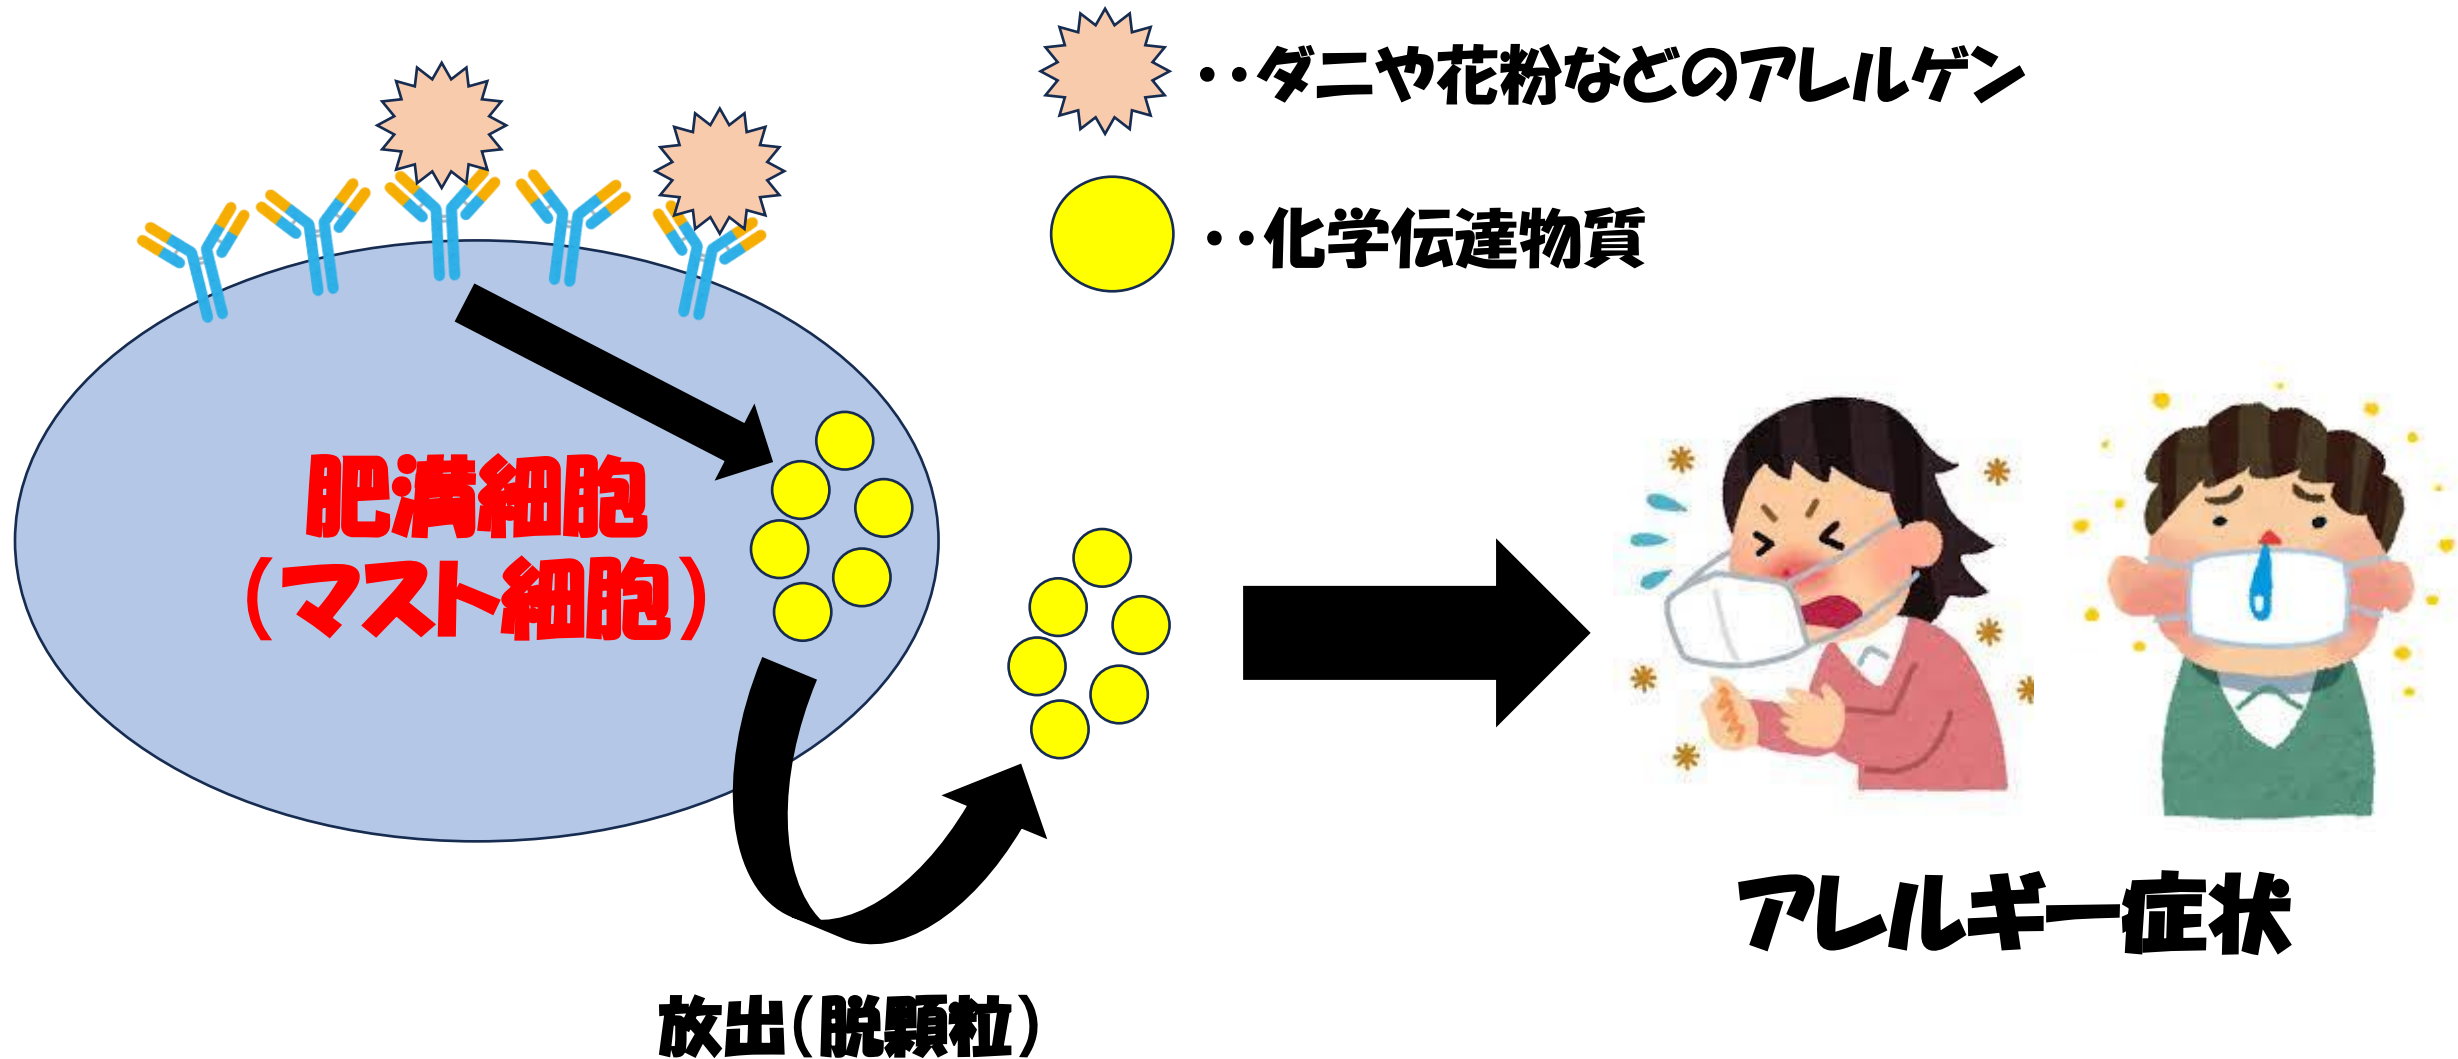 ・・ダニや花粉などのアレルゲン
・・化学伝達物質
肥満細胞
(マスト細胞)
アレルギー症状
放出(脱顆粒)